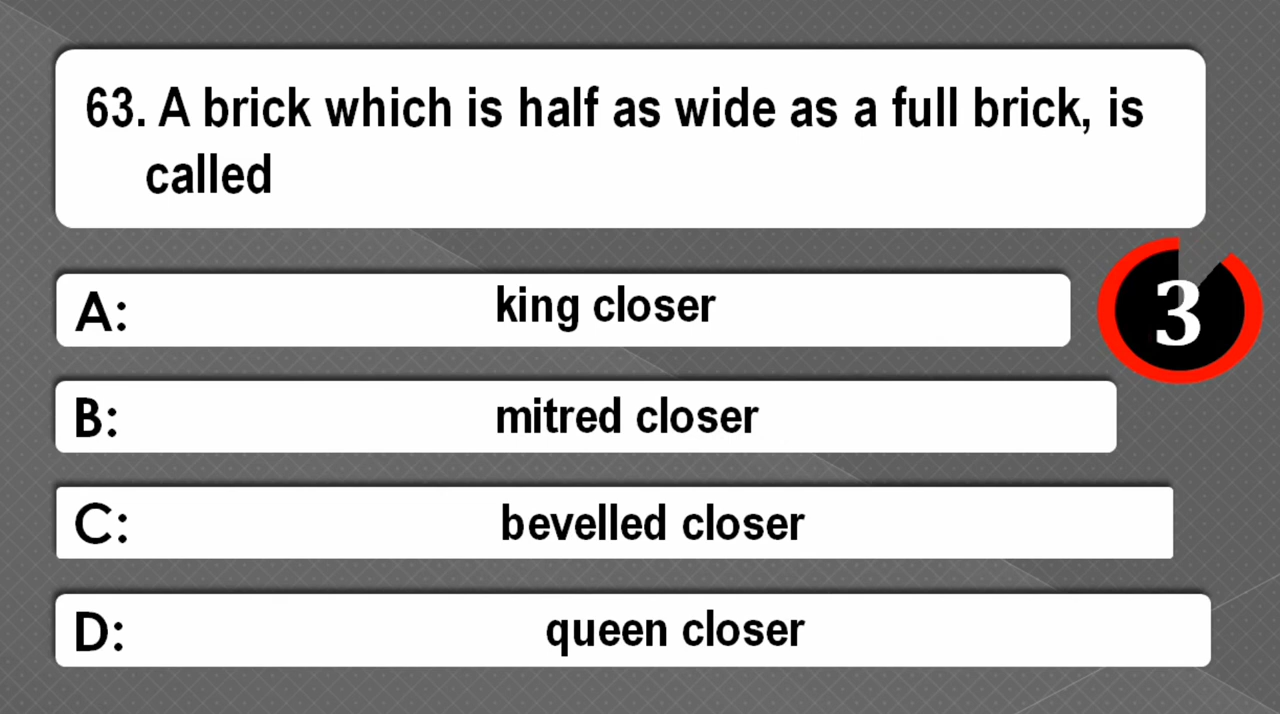 63. A brick which is half as wide as a full brick, is
called
A: king closer
3
B: mitred closer
C: bevelled closer
D: queen closer